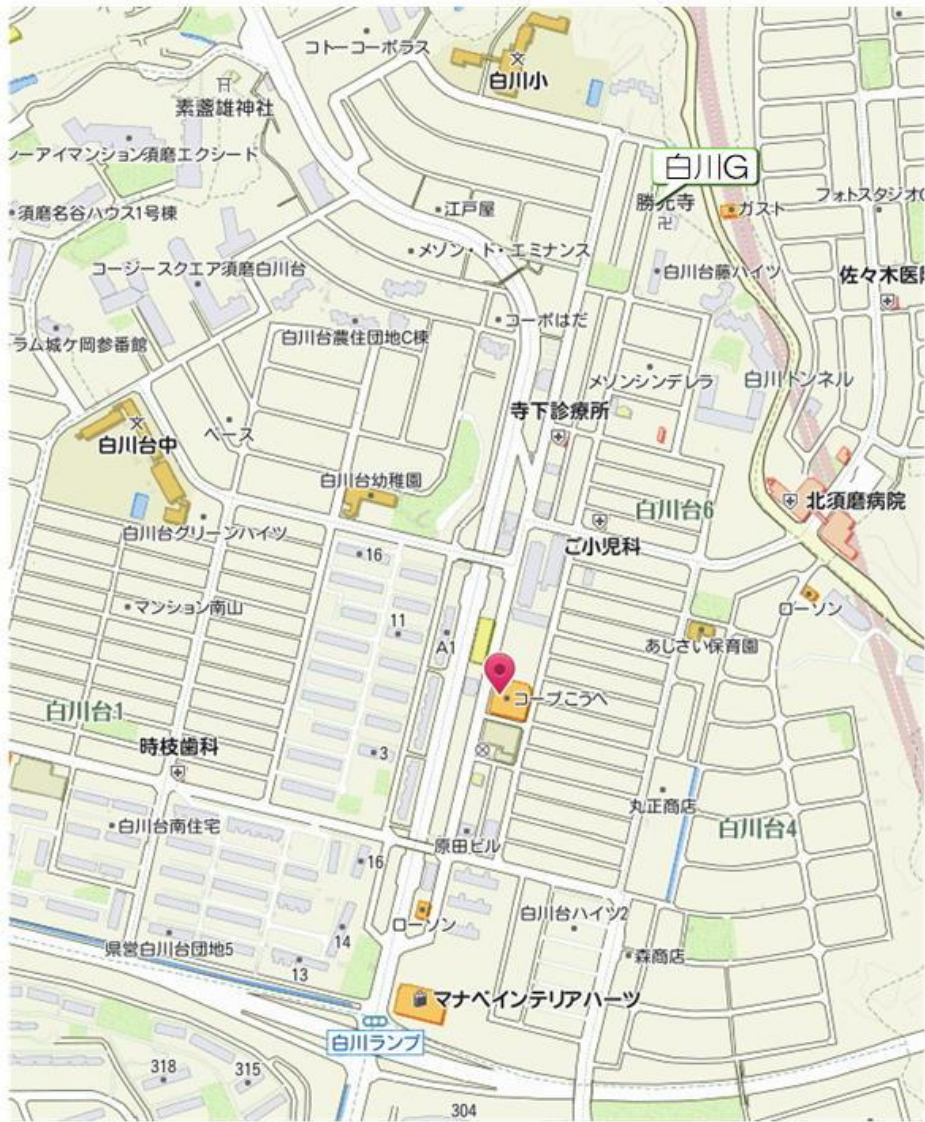 コトーコーポラス
白川小
素盞雄神社
シーアイマンション須磨エクシード
白川G
勝光寺
ガスト
フォトスタジオ
須磨名谷ハウス1号棟
江戸屋
メゾン・ド・エミナンス
白川台藤ハイツ
コージースクエア須磨白川台
佐々木医院
コーポはだ
白川台農住団地C棟
ラム城ケ岡参番館
メゾンシンデレラ
白川トンネル
寺下診療所
ベース
白川台中
白川台幼稚園
白川台6
北須磨病院
白川台グリーンハイツ
ご小児科
16
マンション南山
11
ローソン
A1
あじさい保育園
コープこうべ
白川台1
時枝歯科
3
丸正商店
白川台南住宅
白川台4
原田ビル
16
ローソン
白川台ハイツ2
県営白川台団地5
14
13
森商店
マナベインテリアハーツ
白川ランプ
318
315
304